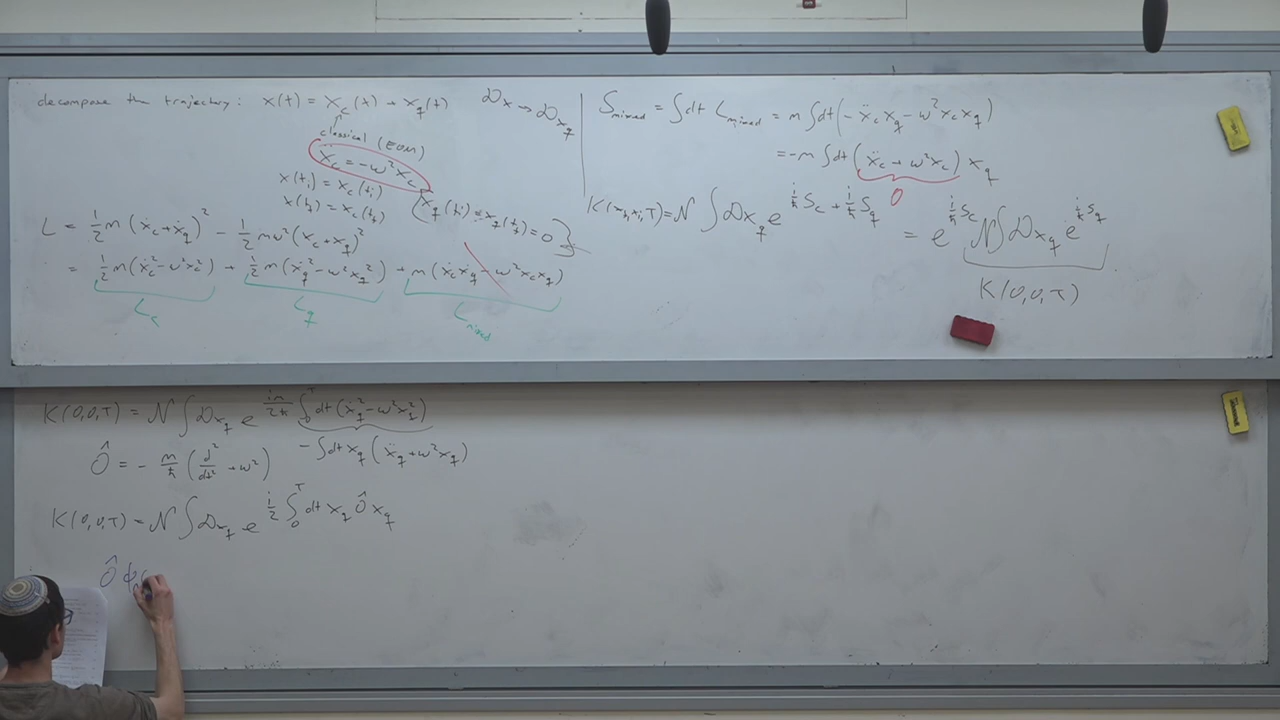 decompose the trajectory: x(t) = x_c(t) + x_q(t) 𝒟x → 𝒟x_q
↑
classical (EOM)
ẍ_c = -ω²x_c
x(t_i) = x_c(t_i)
x(t_f) = x_c(t_f)
{x_q(t_i) = x_q(t_f) = 0}
L = ½m(ẋ_c + ẋ_q)² - ½mω²(x_c + x_q)²
= ½m(ẋ_c² - ω²x_c²) + ½m(ẋ_q² - ω²x_q²) + m(ẋ_cẋ_q - ω²x_cx_q)
L_c L_q L_mixed
S_mixed = ∫dt L_mixed = m∫dt(-ẍ_cx_q - ω²x_cx_q)
= -m∫dt(ẍ_c + ω²x_c)x_q
0
K(x_f,x_i,T) = 𝒩∫𝒟x_q e^{i/ħ S_c + i/ħ S_q} = e^{i/ħ S_c} 𝒩∫𝒟x_q e^{i/ħ S_q}
K(0,0,T)
K(0,0,T) = 𝒩∫𝒟x_q e^{im/2ħ ∫_0^T dt(ẋ_q² - ω²x_q²)}
-∫dt x_q(ẍ_q + ω²x_q)
Ô = -m/ħ(d²/dt² + ω²)
K(0,0,T) = 𝒩∫𝒟x_q e^{i/2 ∫_0^T dt x_q Ô x_q}
Ô ϕ_n(